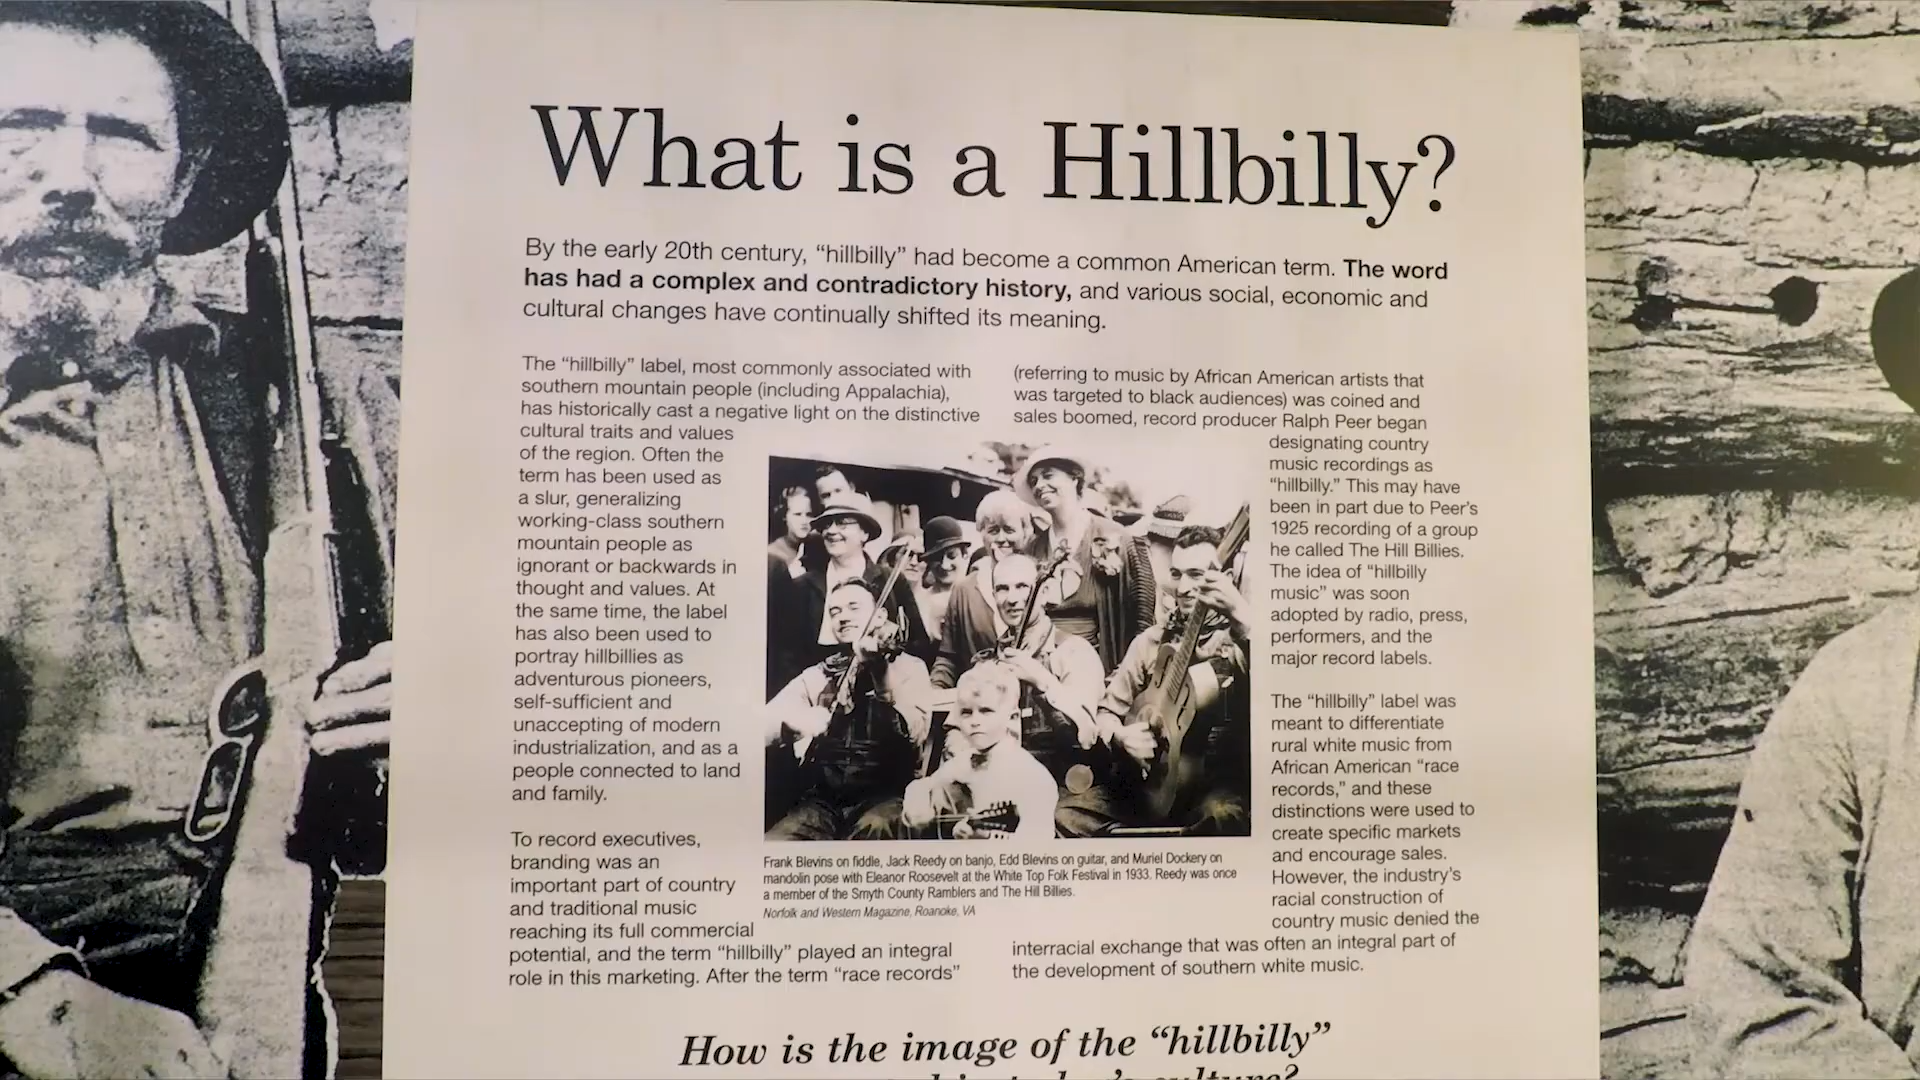 What is a Hillbilly?
By the early 20th century, “hillbilly” had become a common American term. The word
has had a complex and contradictory history, and various social, economic and
cultural changes have continually shifted its meaning.
The “hillbilly” label, most commonly associated with
southern mountain people (including Appalachia),
has historically cast a negative light on the distinctive
cultural traits and values
of the region. Often the
term has been used as
a slur, generalizing
working-class southern
mountain people as
ignorant or backwards in
thought and values. At
the same time, the label
has also been used to
portray hillbillies as
adventurous pioneers,
self-sufficient and
unaccepting of modern
industrialization, and as a
people connected to land
and family.
To record executives,
branding was an
important part of country
and traditional music
reaching its full commercial
potential, and the term “hillbilly” played an integral
role in this marketing. After the term “race records”
(referring to music by African American artists that
was targeted to black audiences) was coined and
sales boomed, record producer Ralph Peer began
designating country
music recordings as
“hillbilly.” This may have
been in part due to Peer’s
1925 recording of a group
he called The Hill Billies.
The idea of “hillbilly
music” was soon
adopted by radio, press,
performers, and the
major record labels.
The “hillbilly” label was
meant to differentiate
rural white music from
African American “race
records,” and these
distinctions were used to
create specific markets
and encourage sales.
However, the industry’s
racial construction of
country music denied the
interracial exchange that was often an integral part of
the development of southern white music.
Frank Blevins on fiddle, Jack Reedy on banjo, Edd Blevins on guitar, and Muriel Dockery on
mandolin pose with Eleanor Roosevelt at the White Top Folk Festival in 1933. Reedy was once
a member of the Smyth County Ramblers and The Hill Billies.
Norfolk and Western Magazine, Roanoke, VA
How is the image of the “hillbilly”
today’s culture?